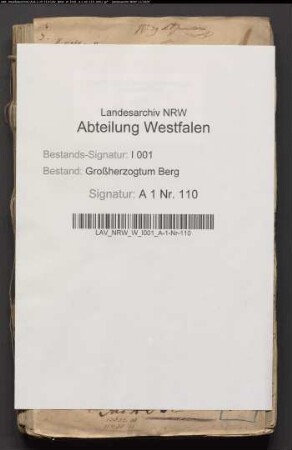 Landesarchiv NRW
Abteilung Westfalen
Bestands-Signatur: I 001
Bestand: Großherzogtum Berg
Signatur: A 1 Nr. 110
LAV_NRW_W_I001_A-1-Nr-110